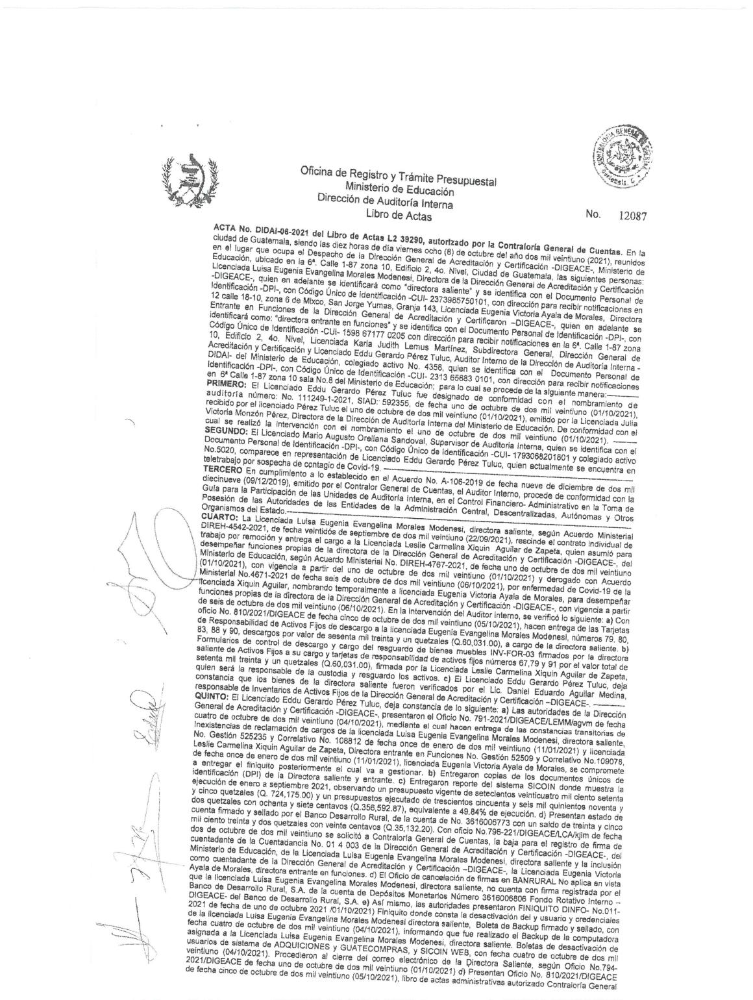 CONTRALORÍA GENERAL DE CUENTAS
Guatemala, C.
Oficina de Registro y Trámite Presupuestal
Ministerio de Educación
Dirección de Auditoría Interna
Libro de Actas
No. 12087
ACTA No. DIDAI-06-2021 del Libro de Actas L2 39290, autorizado por la Contraloría General de Cuentas. En la
ciudad de Guatemala, siendo las diez horas de día viernes ocho (8) de octubre del año dos mil veintiuno (2021), reunidos
en el lugar que ocupa el Despacho de la Dirección General de Acreditación y Certificación -DIGEACE-, Ministerio de
Educación, ubicado en la 6ª. Calle 1-87 zona 10, Edificio 2, 4o. Nivel, Ciudad de Guatemala, las siguientes personas:
Licenciada Luisa Eugenia Evangelina Morales Modenesi, Directora de la Dirección General de Acreditación y Certificación
-DIGEACE-, quien en adelante se identificará como "directora saliente" y se identifica con el Documento Personal de
Identificación -DPI-, con Código Único de Identificación -CUI- 2373985750101, con dirección para recibir notificaciones en
12 calle 18-10, zona 6 de Mixco, San Jorge Yumas, Granja 143, Licenciada Eugenia Victoria Ayala de Morales, Directora
Entrante en Funciones de la Dirección General de Acreditación y Certificaron –DIGEACE-, quien en adelante se
identificará como: "directora entrante en funciones" y se identifica con el Documento Personal de Identificación -DPI-, con
Código Único de Identificación -CUI- 1598 67177 0205 con dirección para recibir notificaciones en la 6ª. Calle 1-87 zona
10, Edificio 2, 4o. Nivel, Licenciada Karla Judith Lemus Martínez, Subdirectora General, Dirección General de
Acreditación y Certificación y Licenciado Eddu Gerardo Pérez Tuluc, Auditor Interno de la Dirección de Auditoría Interna -
DIDAI- del Ministerio de Educación, colegiado activo No. 4356, quien se identifica con el Documento Personal de
Identificación -DPI-, con Código Único de Identificación -CUI- 2313 65683 0101, con dirección para recibir notificaciones
en 6ª Calle 1-87 zona 10 sala No.8 del Ministerio de Educación; para lo cual se procede de la siguiente manera:----------
PRIMERO: El Licenciado Eddu Gerardo Pérez Tuluc fue designado de conformidad con el nombramiento de
auditoría número: No. 111249-1-2021, SIAD: 592355, de fecha uno de octubre de dos mil veintiuno (01/10/2021),
recibido por el licenciado Pérez Tuluc el uno de octubre de dos mil veintiuno (01/10/2021), emitido por la Licenciada Julia
Victoria Monzón Pérez, Directora de la Dirección de Auditoría Interna del Ministerio de Educación. De conformidad con el
cual se realizó la intervención con el nombramiento el uno de octubre de dos mil veintiuno (01/10/2021). --------
SEGUNDO: El Licenciado Mario Augusto Orellana Sandoval, Supervisor de Auditoria Interna, quien se identifica con el
Documento Personal de Identificación -DPI-, con Código Único de Identificación -CUI- 1793068201801 y colegiado activo
No.5020, comparece en representación de Licenciado Eddu Gerardo Pérez Tuluc, quien actualmente se encuentra en
teletrabajo por sospecha de contagio de Covid-19. --------
TERCERO En cumplimiento a lo establecido en el Acuerdo No. A-106-2019 de fecha nueve de diciembre de dos mil
diecinueve (09/12/2019), emitido por el Contralor General de Cuentas, el Auditor Interno, procede de conformidad con la
Guía para la Participación de las Unidades de Auditoría Interna, en el Control Financiero- Administrativo en la Toma de
Posesión de las Autoridades de las Entidades de la Administración Central, Descentralizadas, Autónomas y Otros
Organismos del Estado.--------
CUARTO: La Licenciada Luisa Eugenia Evangelina Morales Modenesi, directora saliente, según Acuerdo Ministerial
DIREH-4542-2021, de fecha veintidós de septiembre de dos mil veintiuno (22/09/2021), rescinde el contrato individual de
trabajo por remoción y entrega el cargo a la Licenciada Leslie Carmelina Xiquin Aguilar de Zapeta, quien asumió para
desempeñar funciones propias de la directora de la Dirección General de Acreditación y Certificación -DIGEACE-, del
Ministerio de Educación, según Acuerdo Ministerial No. DIREH-4767-2021, de fecha uno de octubre de dos mil veintiuno
(01/10/2021), con vigencia a partir del uno de octubre de dos mil veintiuno (01/10/2021) y derogado con Acuerdo
Ministerial No.4671-2021 de fecha seis de octubre de dos mil veintiuno (06/10/2021), por enfermedad de Covid-19 de la
licenciada Xiquin Aguilar, nombrando temporalmente a licenciada Eugenia Victoria Ayala de Morales, para desempeñar
funciones propias de la directora de la Dirección General de Acreditación y Certificación -DIGEACE-, con vigencia a partir
de seis de octubre de dos mil veintiuno (06/10/2021). En la intervención del Auditor interno, se verificó lo siguiente: a) Con
oficio No. 810/2021/DIGEACE de fecha cinco de octubre de dos mil veintiuno (05/10/2021), hacen entrega de las Tarjetas
de Responsabilidad de Activos Fijos de descargo a la licenciada Eugenia Evangelina Morales Modenesi, números 79. 80,
83, 88 y 90, descargos por valor de sesenta mil treinta y un quetzales (Q.60,031.00), a cargo de la directora saliente. b)
Formularios de control de descargo y cargo del resguardo de bienes muebles INV-FOR-03 firmados por la directora
saliente de Activos Fijos a su cargo y tarjetas de responsabilidad de activos fijos números 67,79 y 91 por el valor total de
setenta mil treinta y un quetzales (Q.60,031.00), firmada por la Licenciada Leslie Carmelina Xiquin Aguilar de Zapeta,
quien será la responsable de la custodia y resguardo los activos. c) El Licenciado Eddu Gerardo Pérez Tuluc, deja
constancia que los bienes de la directora saliente fueron verificados por el Lic. Daniel Eduardo Aguilar Medina,
responsable de Inventarios de Activos Fijos de la Dirección General de Acreditación y Certificación –DIGEACE-. --------
QUINTO: El Licenciado Eddu Gerardo Pérez Tuluc, deja constancia de lo siguiente: a) Las autoridades de la Dirección
General de Acreditación y Certificación -DIGEACE-, presentaron el Oficio No. 791-2021/DIGEACE/LEMM/agvm de fecha
cuatro de octubre de dos mil veintiuno (04/10/2021), mediante el cual hacen entrega de las constancias transitorias de
Inexistencias de reclamación de cargos de la licenciada Luisa Eugenia Evangelina Morales Modenesi, directora saliente,
No. Gestión 525235 y Correlativo No. 108812 de fecha once de enero de dos mil veintiuno (11/01/2021) y licenciada
Leslie Carmelina Xiquin Aguilar de Zapeta, Directora entrante en Funciones No. Gestión 52509 y Correlativo No.109078,
de fecha once de enero de dos mil veintiuno (11/01/2021), licenciada Eugenia Victoria Ayala de Morales, se compromete
a entregar el finiquito posteriormente el cual va a gestionar. b) Entregaron copias de los documentos únicos de
identificación (DPI) de la Directora saliente y entrante. c) Entregaron reporte del sistema SICOIN donde muestra la
ejecución de enero a septiembre 2021, observando un presupuesto vigente de setecientos veinticuatro mil ciento setenta
y cinco quetzales (Q. 724,175.00) y un presupuestos ejecutado de trescientos cincuenta y seis mil quinientos noventa y
dos quetzales con ochenta y siete centavos (Q.356,592.87), equivalente a 49.84% de ejecución. d) Presentan estado de
cuenta firmado y sellado por el Banco Desarrollo Rural, de la cuenta de No. 3616006773 con un saldo de treinta y cinco
mil ciento treinta y dos quetzales con veinte centavos (Q.35,132.20). Con oficio No.796-221/DIGEACE/LCA/kjlm de fecha
dos de octubre de dos mil veintiuno se solicitó a Contraloría General de Cuentas, la baja para el registro de firma de
cuentadante de la Cuentadancia No. 01 4 003 de la Dirección General de Acreditación y Certificación -DIGEACE-, del
Ministerio de Educación, de la Licenciada Luisa Eugenia Evangelina Morales Modenesi, directora saliente y la inclusión
como cuentadante de la Dirección General de Acreditación y Certificación –DIGEACE-, la Licenciada Eugenia Victoria
Ayala de Morales, directora entrante en funciones. d) El Oficio de cancelación de firmas en BANRURAL No aplica en vista
que la licenciada Luisa Eugenia Evangelina Morales Modenesi, directora saliente, no cuenta con firma registrada por el
Banco de Desarrollo Rural, S.A. de la cuenta de Depósitos Monetarios Número 3616006806 Fondo Rotativo Interno –
DIGEACE- del Banco de Desarrollo Rural, S.A. e) Así mismo, las autoridades presentaron FINIQUITO DINFO- No.011-
2021 de fecha de uno de octubre 2021 /01/10/2021) Finiquito donde consta la desactivación del y usuario y credenciales
de la licenciada Luisa Eugenia Evangelina Morales Modenesi directora saliente, Boleta de Backup firmado y sellado, con
fecha cuatro de octubre de dos mil veintiuno (04/10/2021), informando que fue realizado el Backup de la computadora
asignada a la Licenciada Luisa Eugenia Evangelina Morales Modenesi, directora saliente. Boletas de desactivación de
usuarios de sistema de ADQUICIONES y GUATECOMPRAS, y SICOIN WEB, con fecha cuatro de octubre de dos mil
veintiuno (04/10/2021). Procedieron al cierre del correo electrónico de la Directora Saliente, según Oficio No.794-
2021/DIGEACE de fecha uno de octubre de dos mil veintiuno (01/10/2021) d) Presentan Oficio No. 810/2021/DIGEACE
de fecha cinco de octubre de dos mil veintiuno (05/10/2021), libro de actas administrativas autorizado Contraloría General